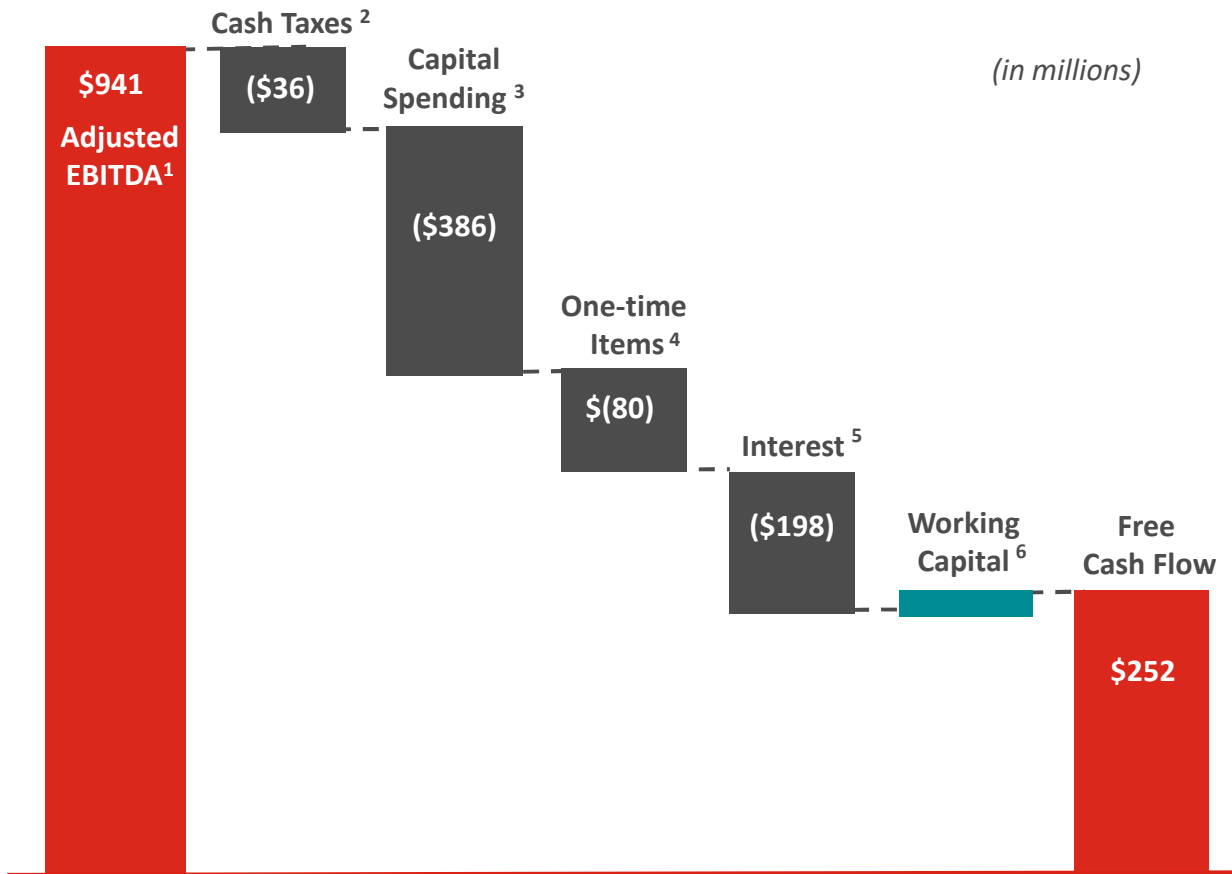 Cash Taxes 2
$941
Adjusted
EBITDA1
($36)
Capital
Spending 3
(in millions)
($386)
One-time
Items 4
$(80)
Interest 5
($198)
Working
Capital 6
Free
Cash Flow
$252